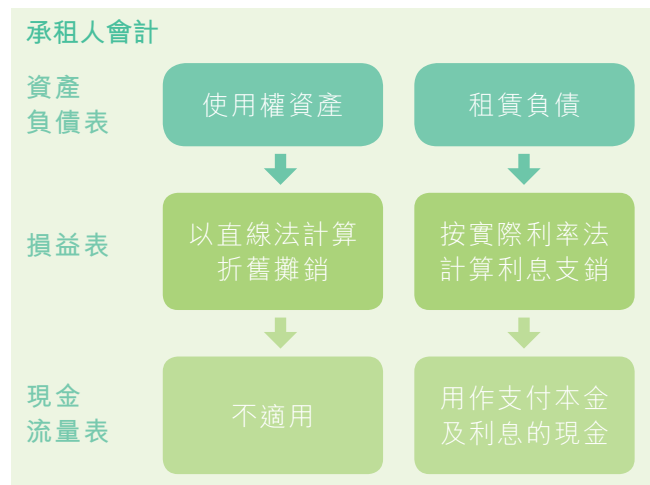 承租人會計
資產
負債表
使用權資產
租賃負債
損益表
以直線法計算
折舊攤銷
按實際利率法
計算利息支銷
現金
流量表
不適用
用作支付本金
及利息的現金